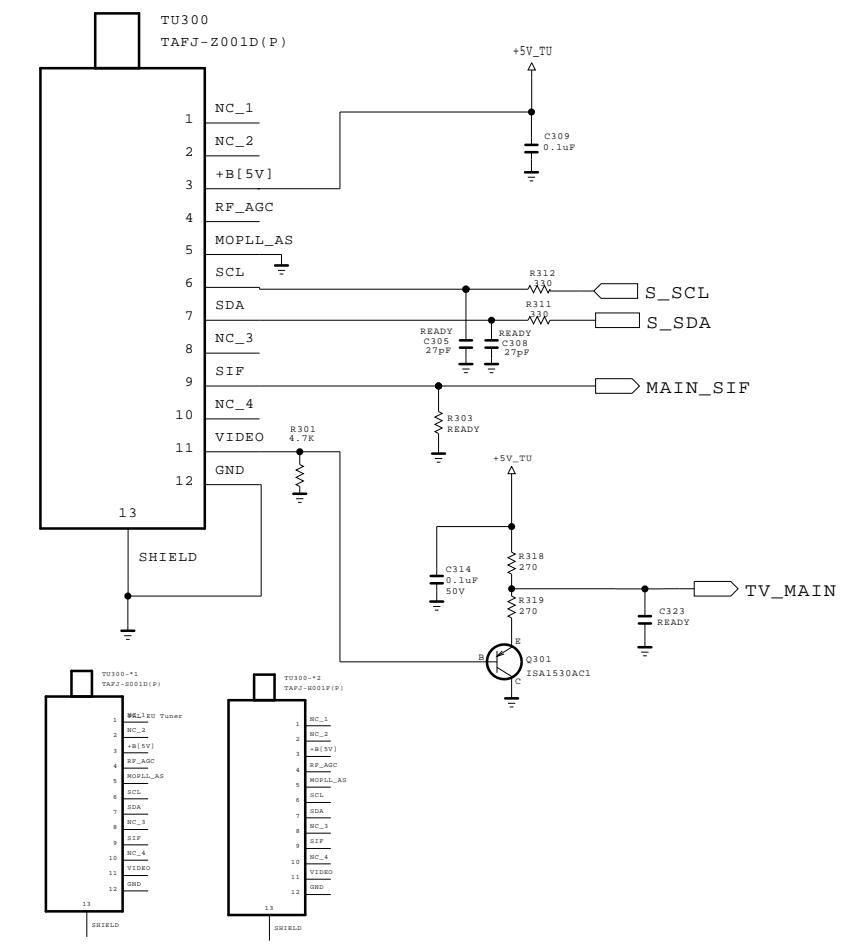 TU300
TAFJ-Z001D(P)
1 NC_1
2 NC_2
3 +B[5V]
4 RF_AGC
5 MOPLL_AS
6 SCL
7 SDA
8 NC_3
9 SIF
10 NC_4
11 VIDEO
12 GND
13
SHIELD
+5V_TU
C309
0.1uF
R312
330
S_SCL
R311
330
S_SDA
READY
C305
27pF
READY
C308
27pF
MAIN_SIF
R303
READY
R301
4.7K
+5V_TU
R318
270
C314
0.1uF
50V
R319
270
TV_MAIN
C323
READY
E
B
C
Q301
ISA1530AC1
TU300-*1
TAFJ-S001D(P)
1 NC_1
EU Tuner
2 NC_2
3 +B[5V]
4 RF_AGC
5 MOPLL_AS
6 SCL
7 SDA
8 NC_3
9 SIF
10 NC_4
11 VIDEO
12 GND
13
SHIELD
TU300-*2
TAFJ-H001F(P)
1 NC_1
2 NC_2
3 +B[5V]
4 RF_AGC
5 MOPLL_AS
6 SCL
7 SDA
8 NC_3
9 SIF
10 NC_4
11 VIDEO
12 GND
13
SHIELD